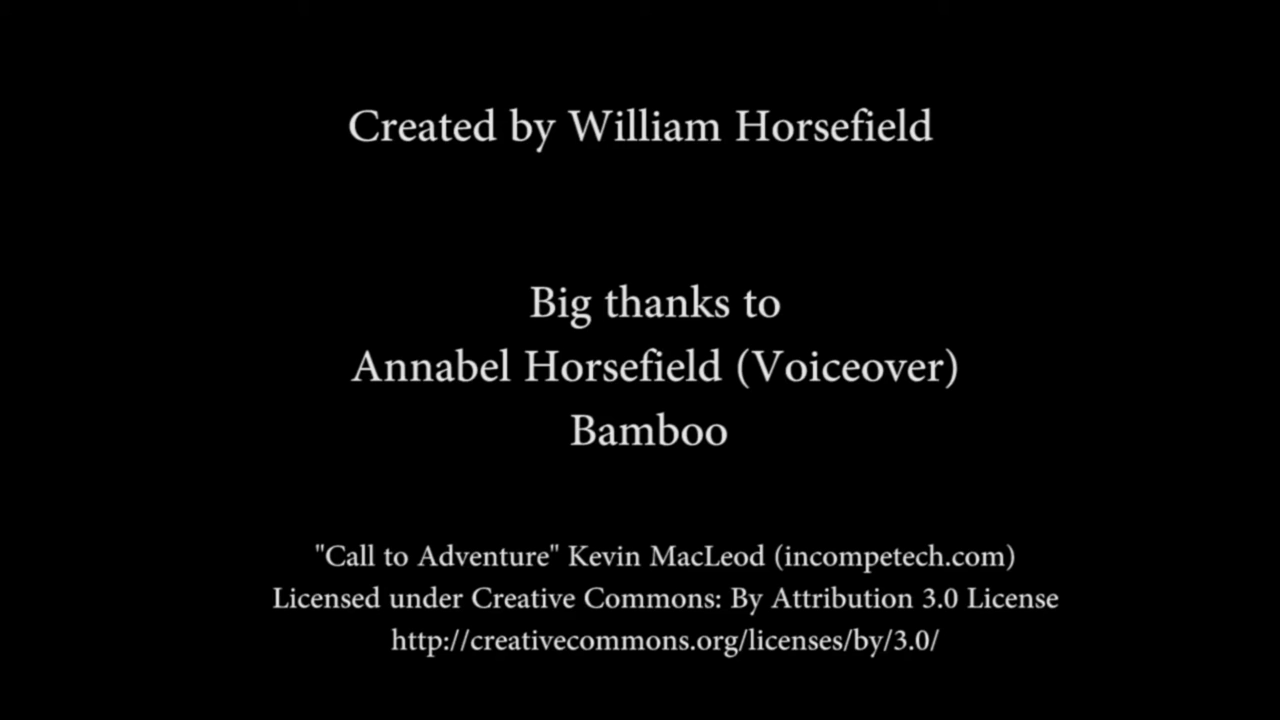 Created by William Horsefield
Big thanks to
Annabel Horsefield (Voiceover)
Bamboo
"Call to Adventure" Kevin MacLeod (incompetech.com)
Licensed under Creative Commons: By Attribution 3.0 License
http://creativecommons.org/licenses/by/3.0/